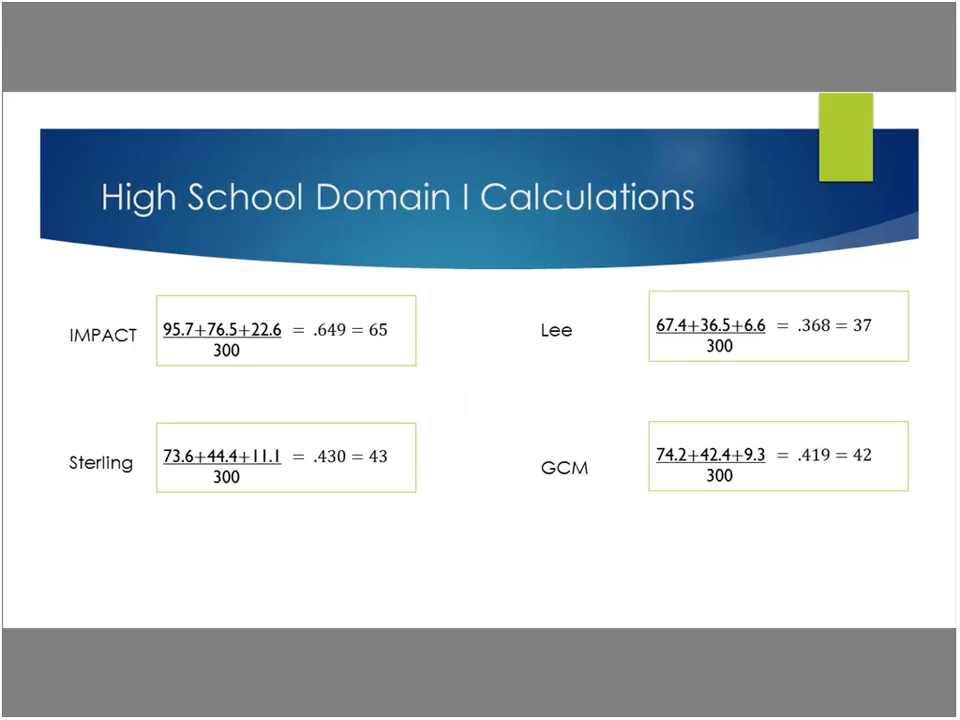 High School Domain I Calculations
IMPACT
95.7+76.5+22.6 = .649 = 65
300
Lee
67.4+36.5+6.6 = .368 = 37
300
Sterling
73.6+44.4+11.1 = .430 = 43
300
GCM
74.2+42.4+9.3 = .419 = 42
300